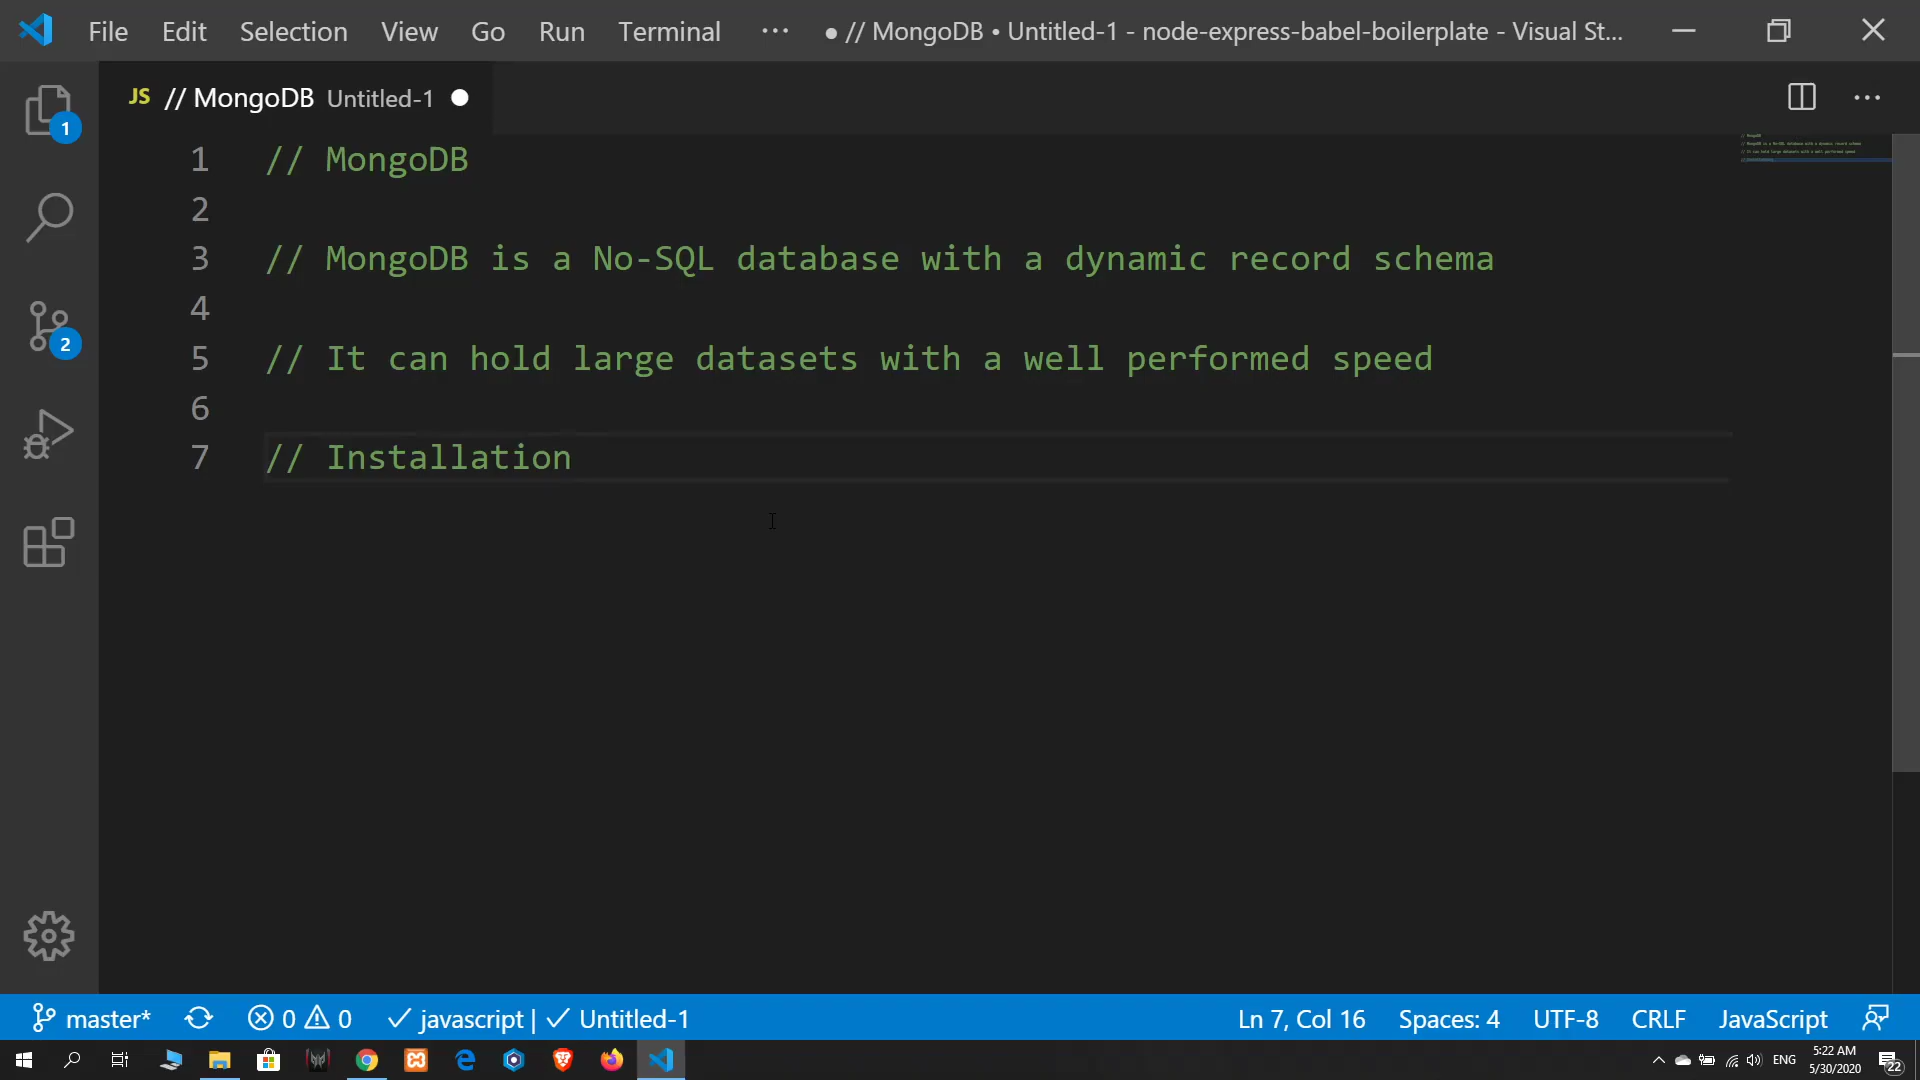 File Edit Selection View Go Run Terminal ··· ● // MongoDB • Untitled-1 - node-express-babel-boilerplate - Visual St...
JS // MongoDB Untitled-1 ●
1 // MongoDB
2
3 // MongoDB is a No-SQL database with a dynamic record schema
4
5 // It can hold large datasets with a well performed speed
6
7 // Installation
1
2
master* 0 0 javascript | Untitled-1 Ln 7, Col 16 Spaces: 4 UTF-8 CRLF JavaScript
ENG 5:22 AM
5/30/2020 22